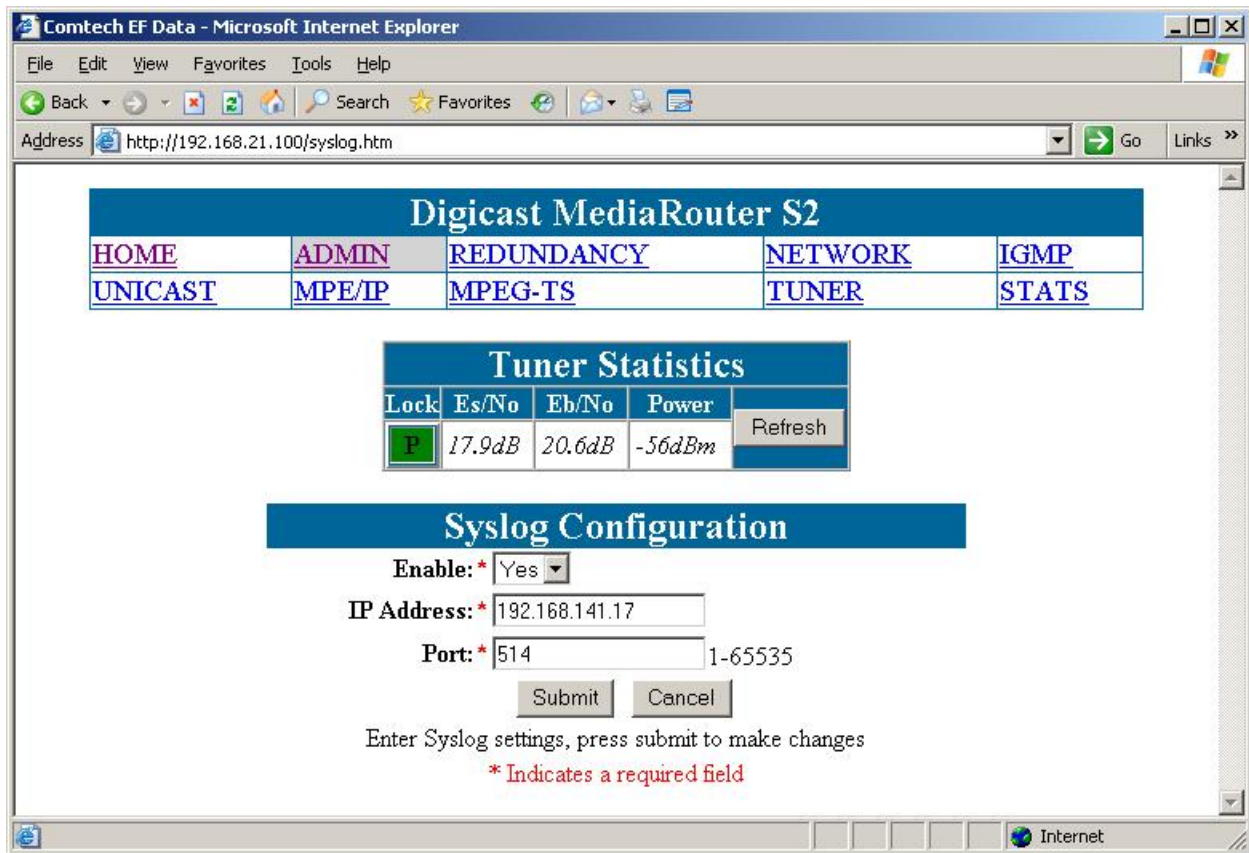 Comtech EF Data - Microsoft Internet Explorer
File Edit View Favorites Tools Help
Back Search Favorites
Address http://192.168.21.100/syslog.htm Go Links »
Digicast MediaRouter S2
HOME ADMIN REDUNDANCY NETWORK IGMP
UNICAST MPE/IP MPEG-TS TUNER STATS
Tuner Statistics
Lock Es/No Eb/No Power
P 17.9dB 20.6dB -56dBm Refresh
Syslog Configuration
Enable:* Yes
IP Address:* 192.168.141.17
Port:* 514 1-65535
Submit Cancel
Enter Syslog settings, press submit to make changes
* Indicates a required field
Internet